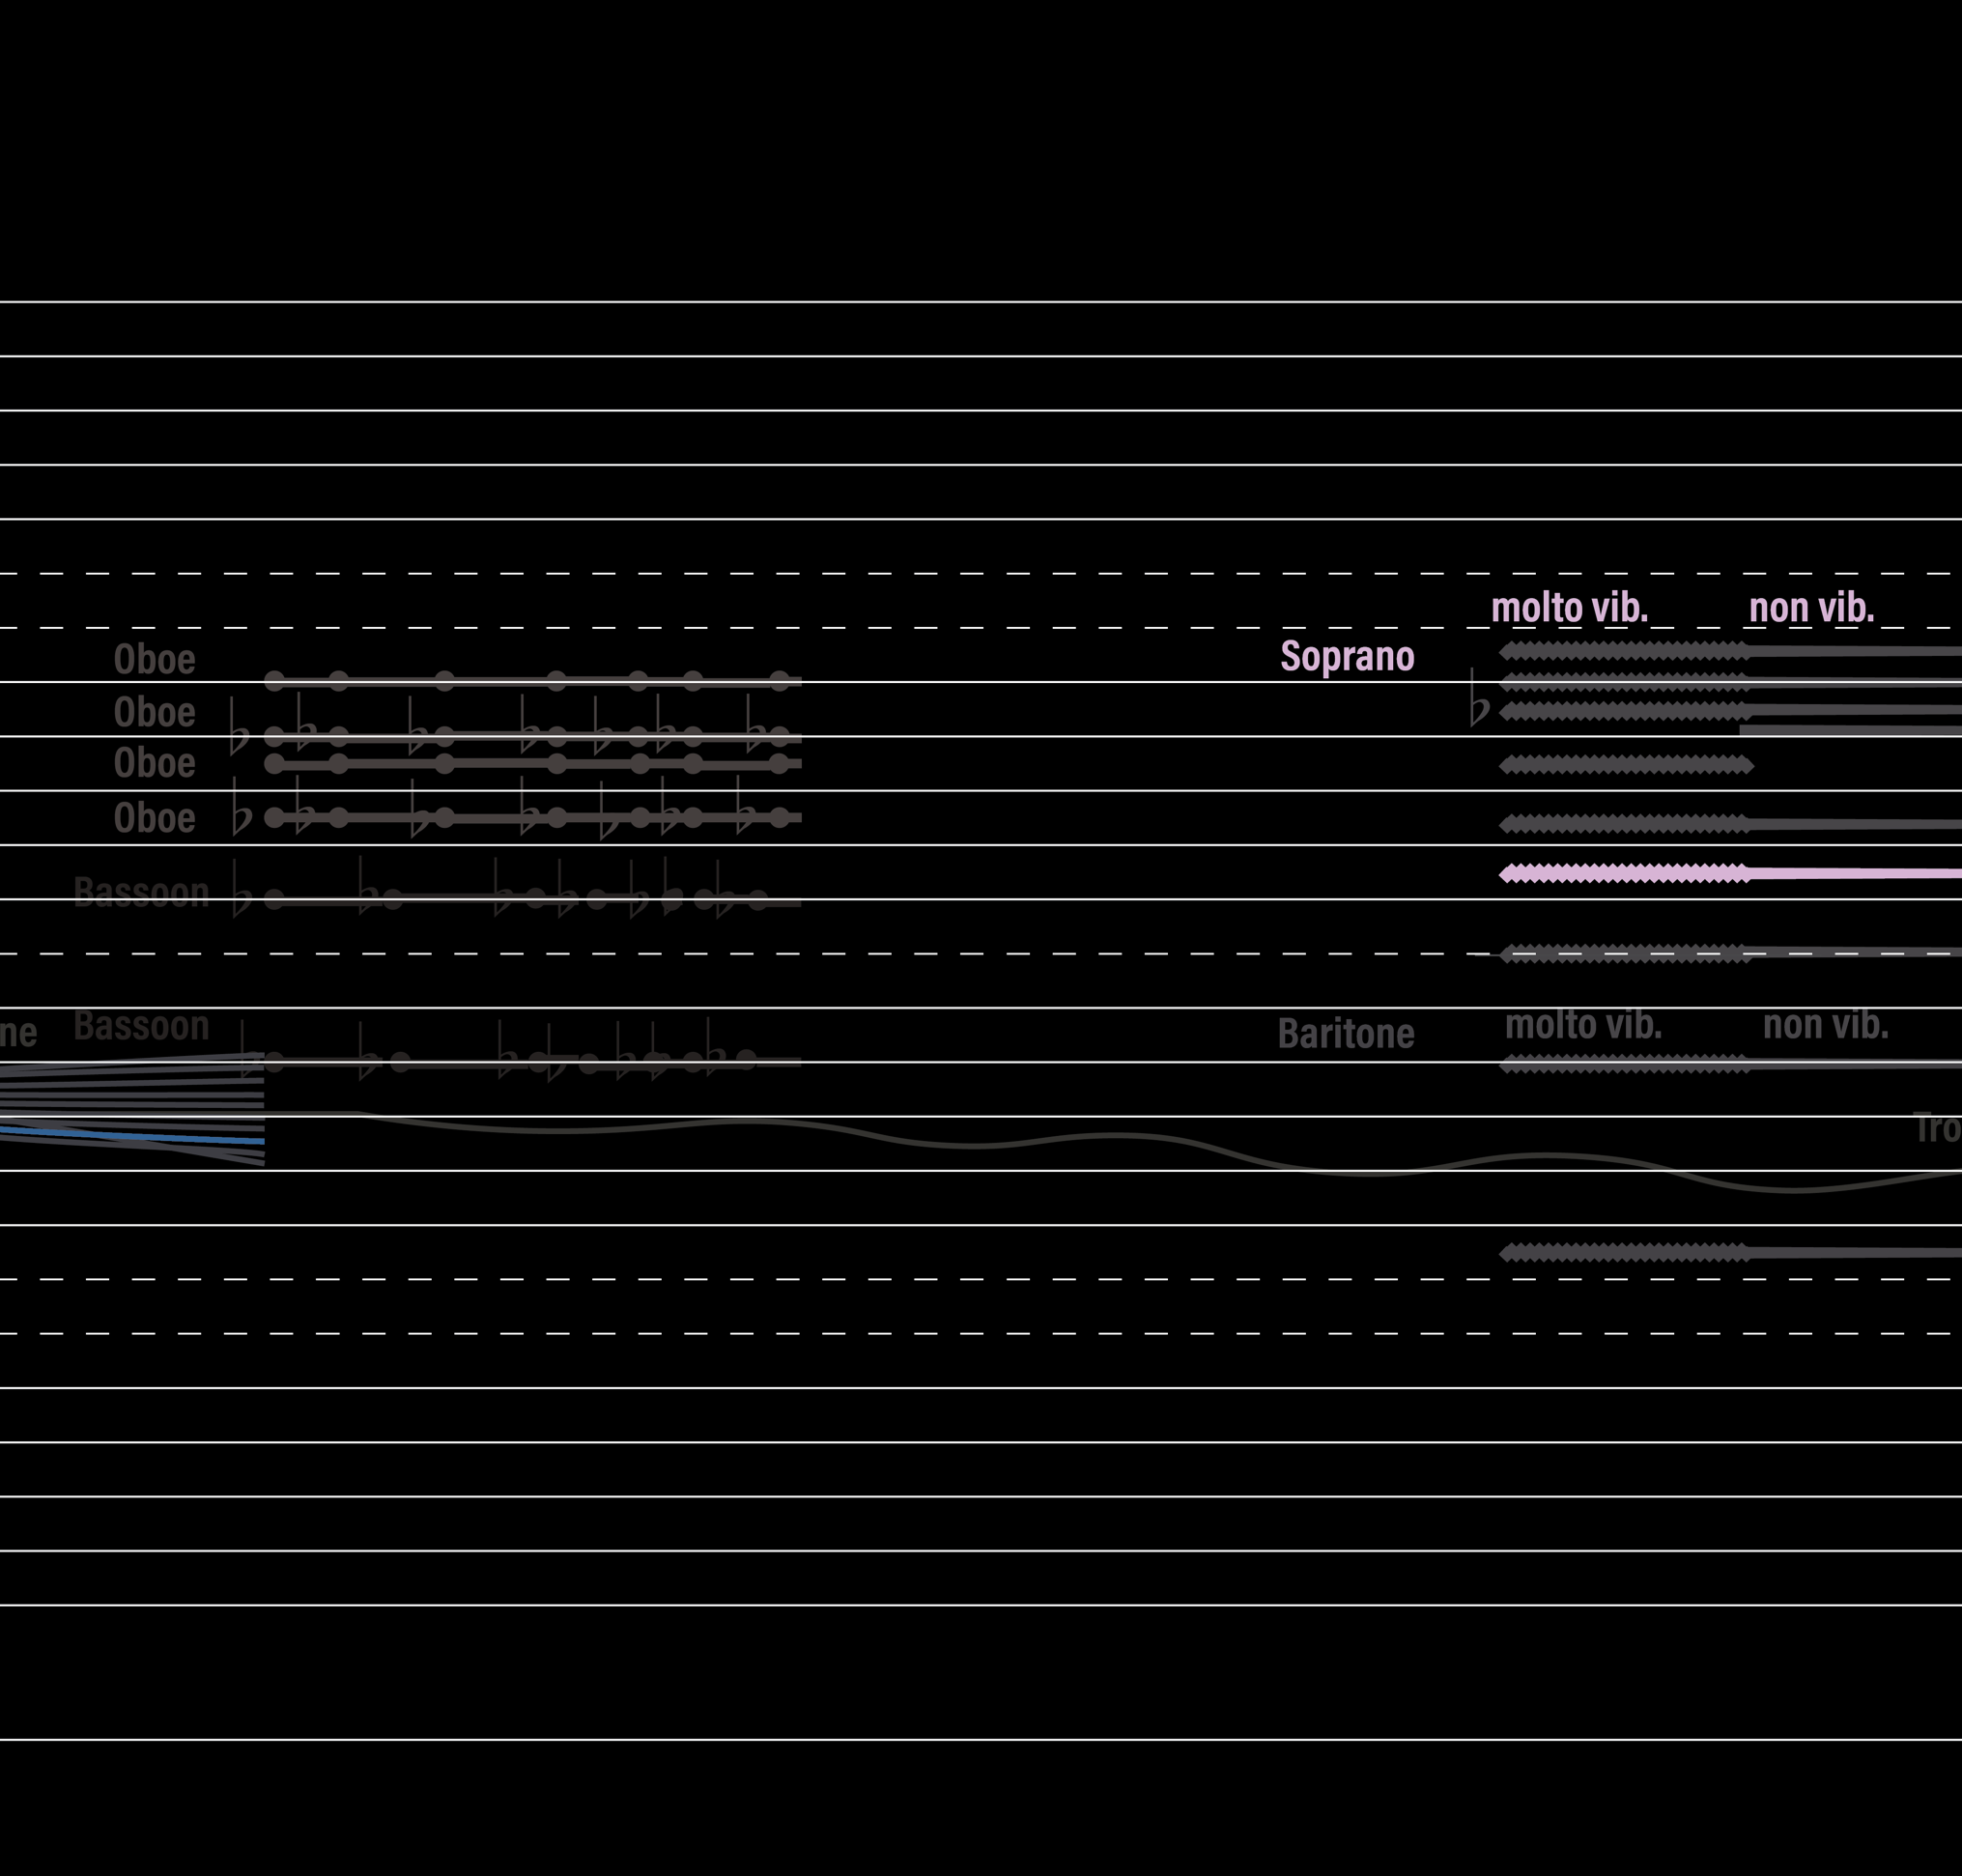 molto vib. non vib.
Oboe
Soprano
Oboe
Oboe
Oboe
Bassoon
ne
Bassoon
Baritone
molto vib. non vib.
Tro